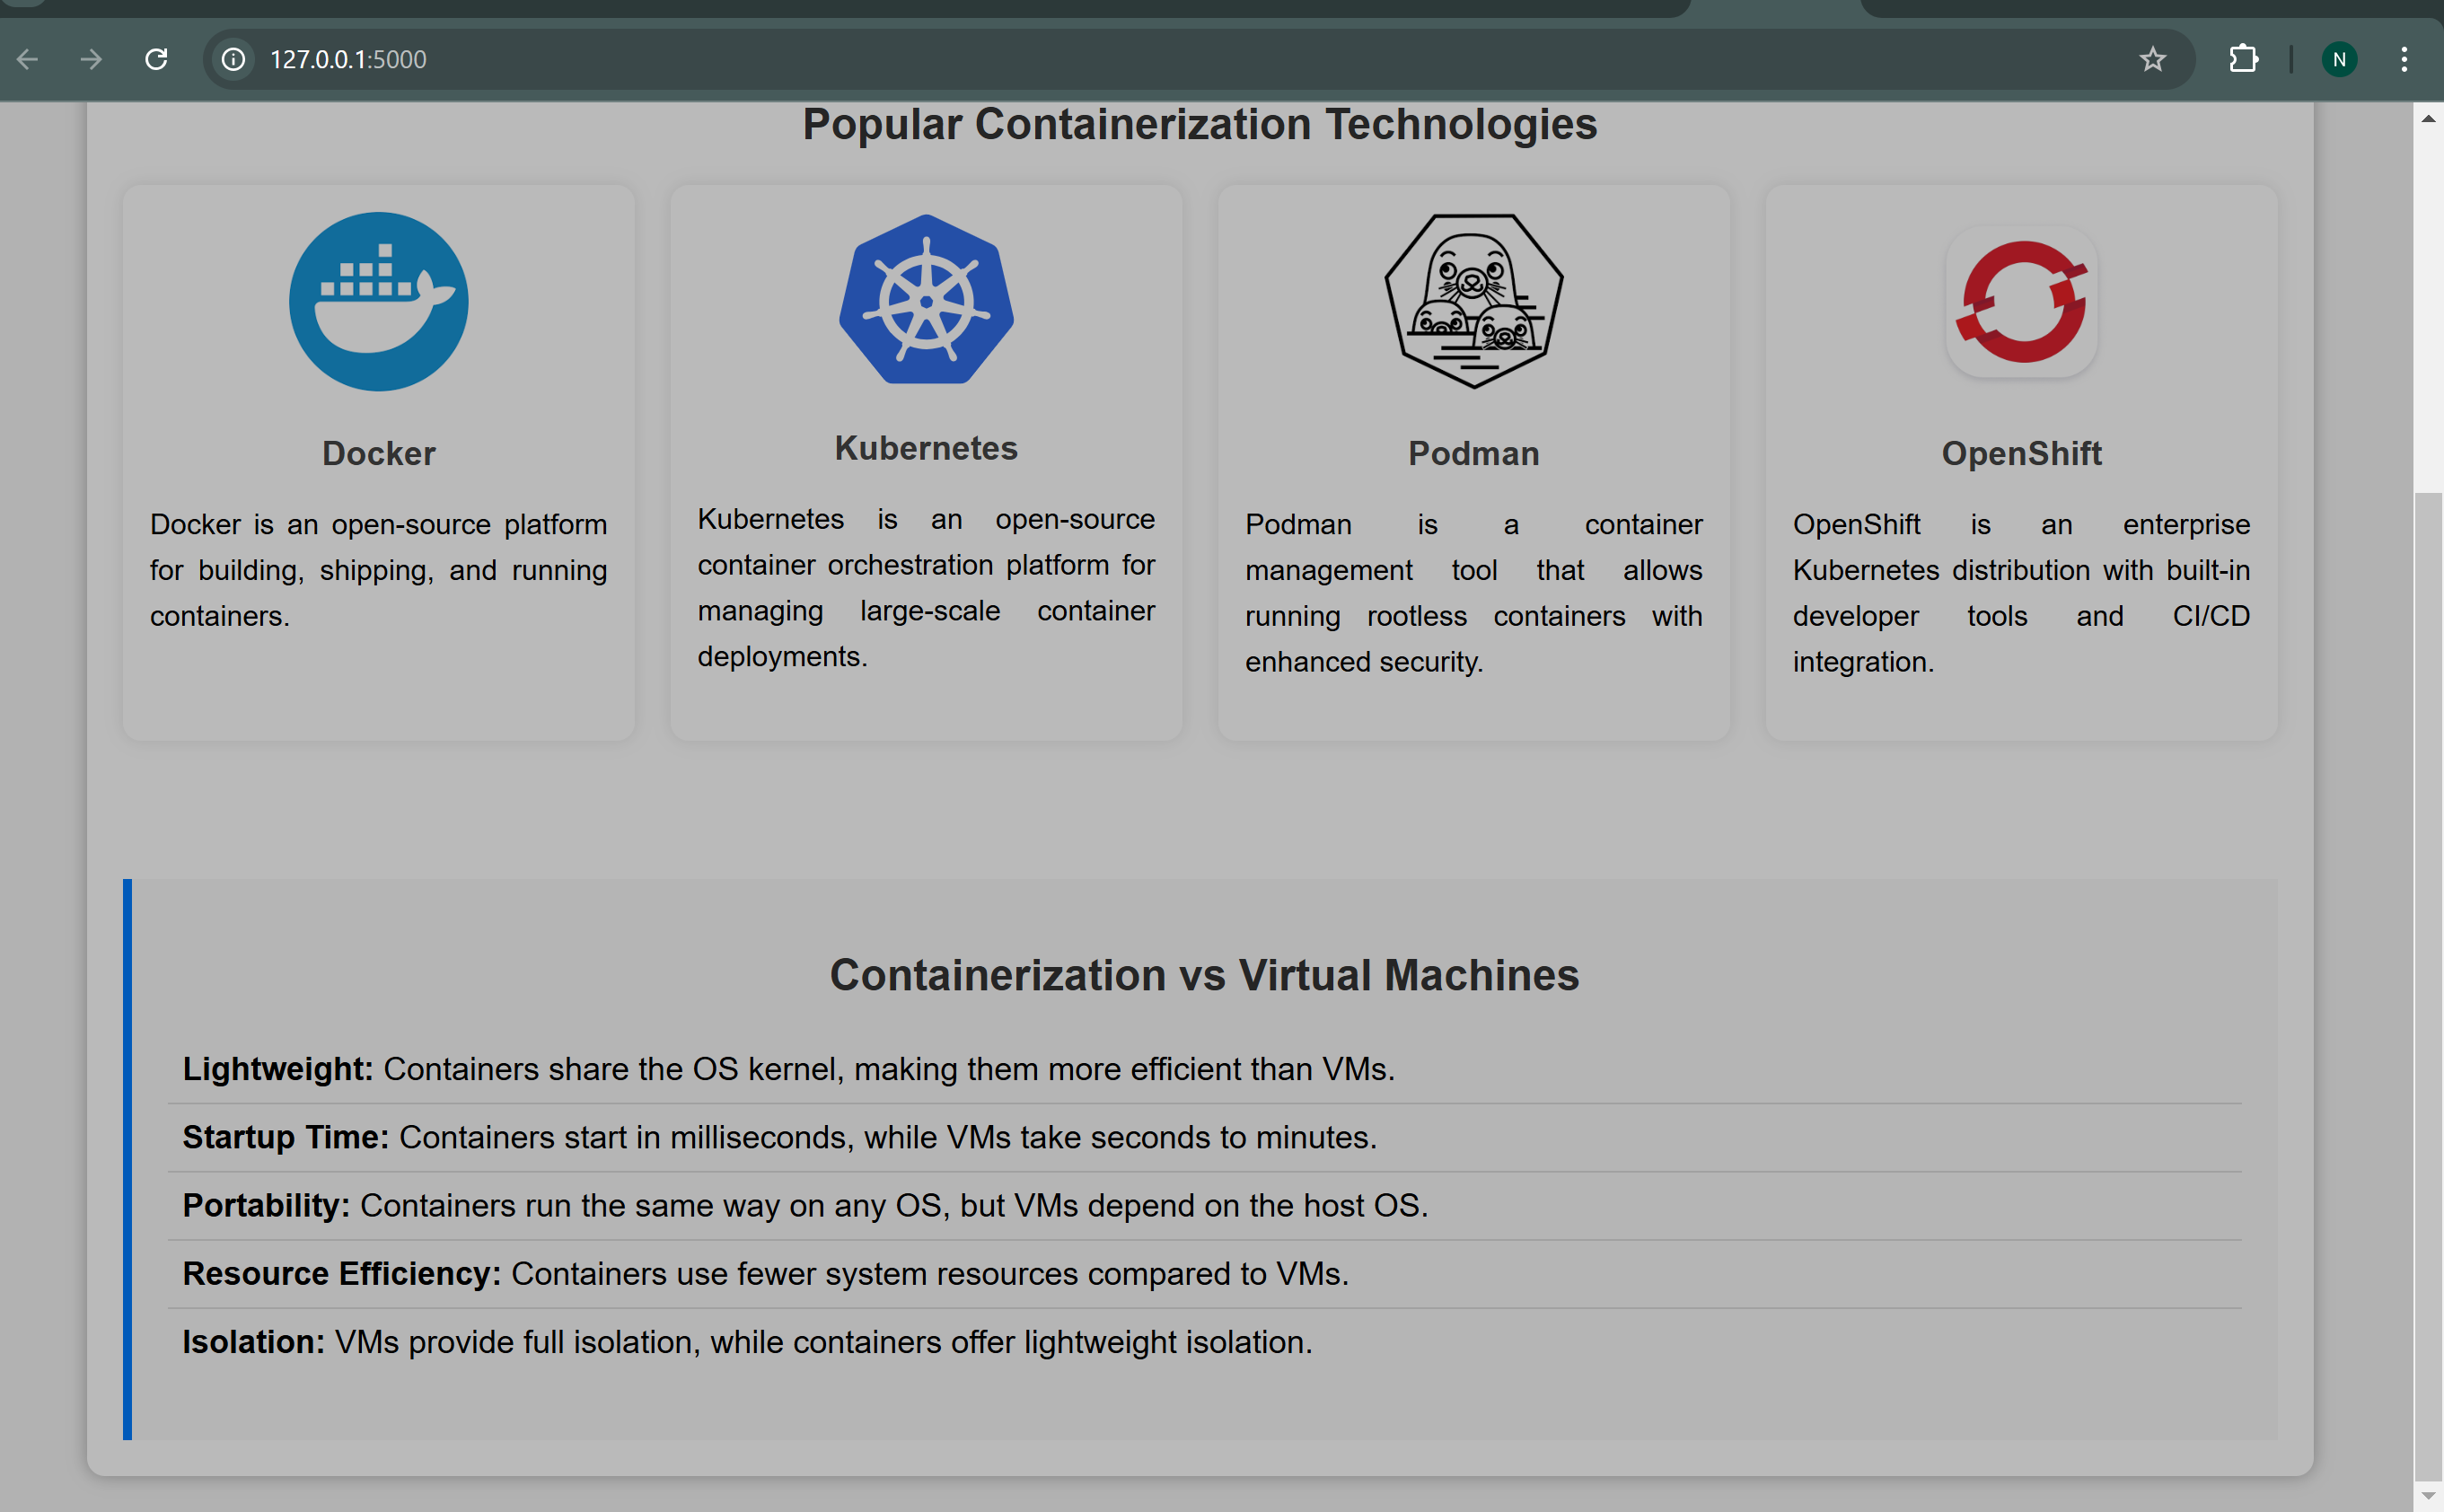 127.0.0.1:5000
N
Popular Containerization Technologies
Docker
Docker is an open-source platform
for building, shipping, and running
containers.
Kubernetes
Kubernetes is an open-source
container orchestration platform for
managing large-scale container
deployments.
Podman
Podman is a container
management tool that allows
running rootless containers with
enhanced security.
OpenShift
OpenShift is an enterprise
Kubernetes distribution with built-in
developer tools and CI/CD
integration.
Containerization vs Virtual Machines
Lightweight: Containers share the OS kernel, making them more efficient than VMs.
Startup Time: Containers start in milliseconds, while VMs take seconds to minutes.
Portability: Containers run the same way on any OS, but VMs depend on the host OS.
Resource Efficiency: Containers use fewer system resources compared to VMs.
Isolation: VMs provide full isolation, while containers offer lightweight isolation.